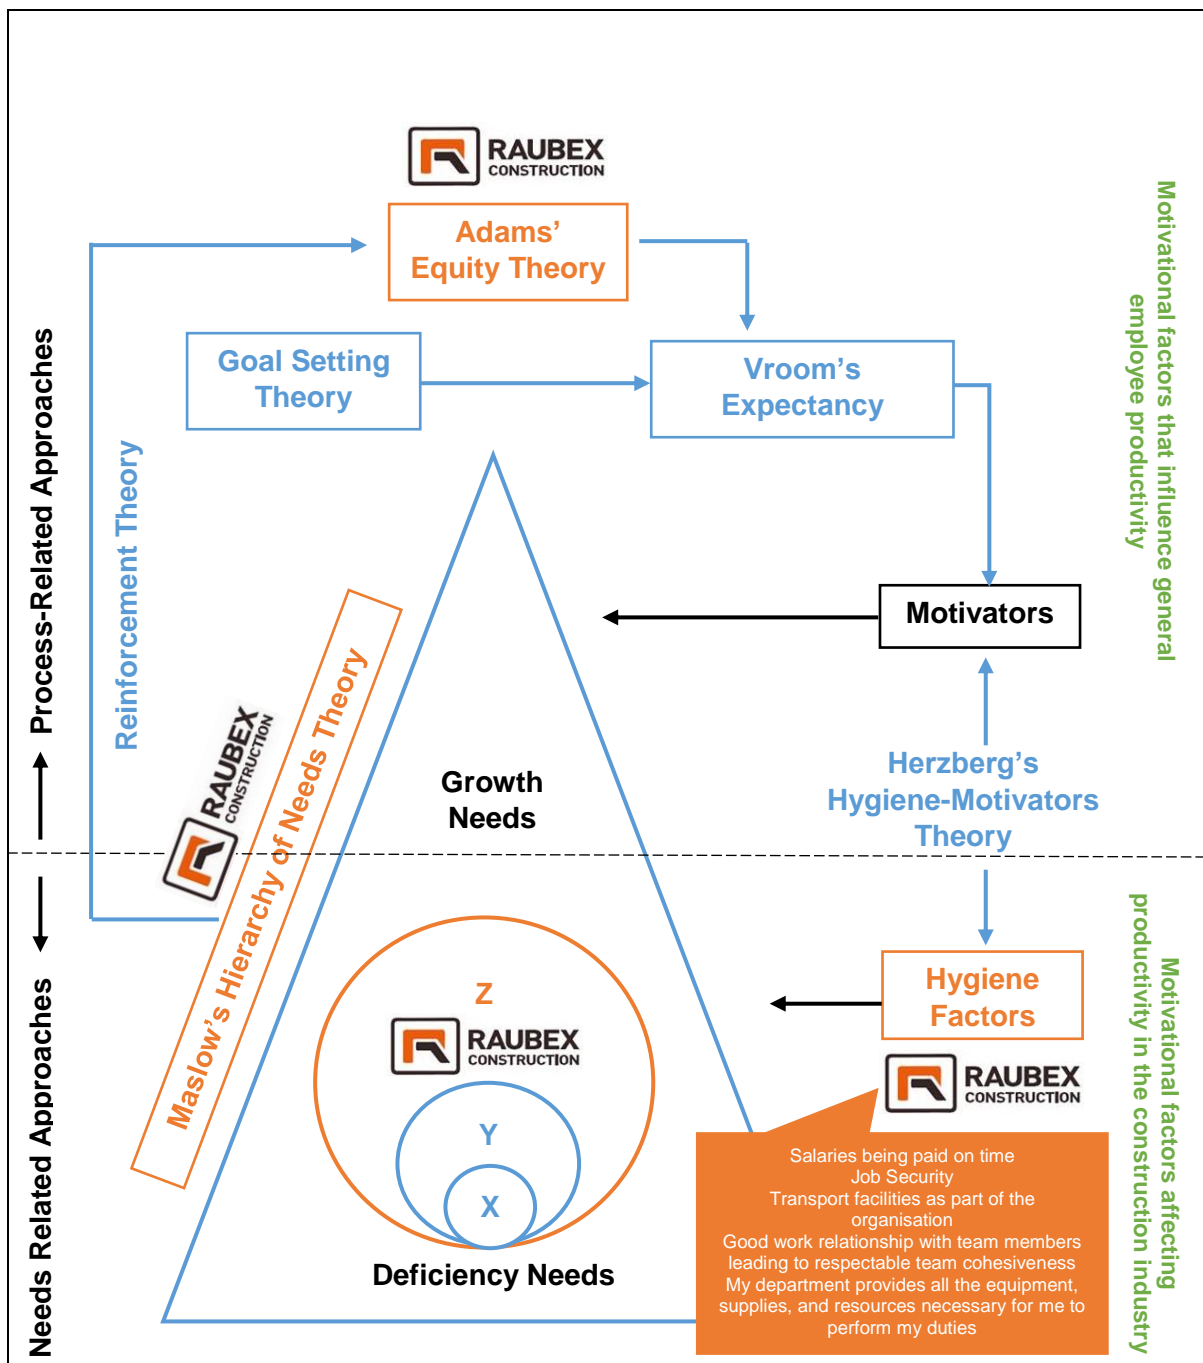 RAUBEX
CONSTRUCTION
Adams'
Equity Theory
Goal Setting
Theory
Vroom's
Expectancy
Motivational factors that influence general
employee productivity
Process-Related Approaches
Reinforcement Theory
Motivators
Maslow's Hierarchy of Needs Theory
RAUBEX
CONSTRUCTION
Growth
Needs
Herzberg's
Hygiene-Motivators
Theory
Needs Related Approaches
Z
RAUBEX
CONSTRUCTION
Y
X
Deficiency Needs
Hygiene
Factors
RAUBEX
CONSTRUCTION
Motivational factors affecting
productivity in the construction industry
Salaries being paid on time
Job Security
Transport facilities as part of the
organisation
Good work relationship with team members
leading to respectable team cohesiveness
My department provides all the equipment,
supplies, and resources necessary for me to
perform my duties